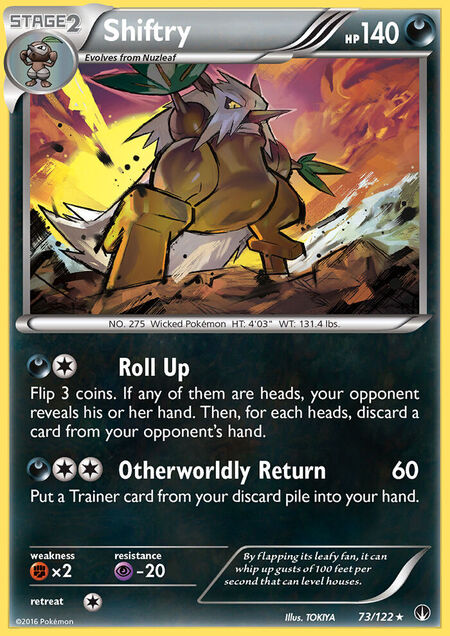 STAGE2
Shiftry
HP 140
Evolves from Nuzleaf
NO. 275 Wicked Pokémon HT: 4'03" WT: 131.4 lbs.
Roll Up
Flip 3 coins. If any of them are heads, your opponent
reveals his or her hand. Then, for each heads, discard a
card from your opponent's hand.
Otherworldly Return 60
Put a Trainer card from your discard pile into your hand.
weakness
×2
resistance
-20
retreat
By flapping its leafy fan, it can
whip up gusts of 100 feet per
second that can level houses.
©2016 Pokémon
Illus. TOKIYA
73/122 ★